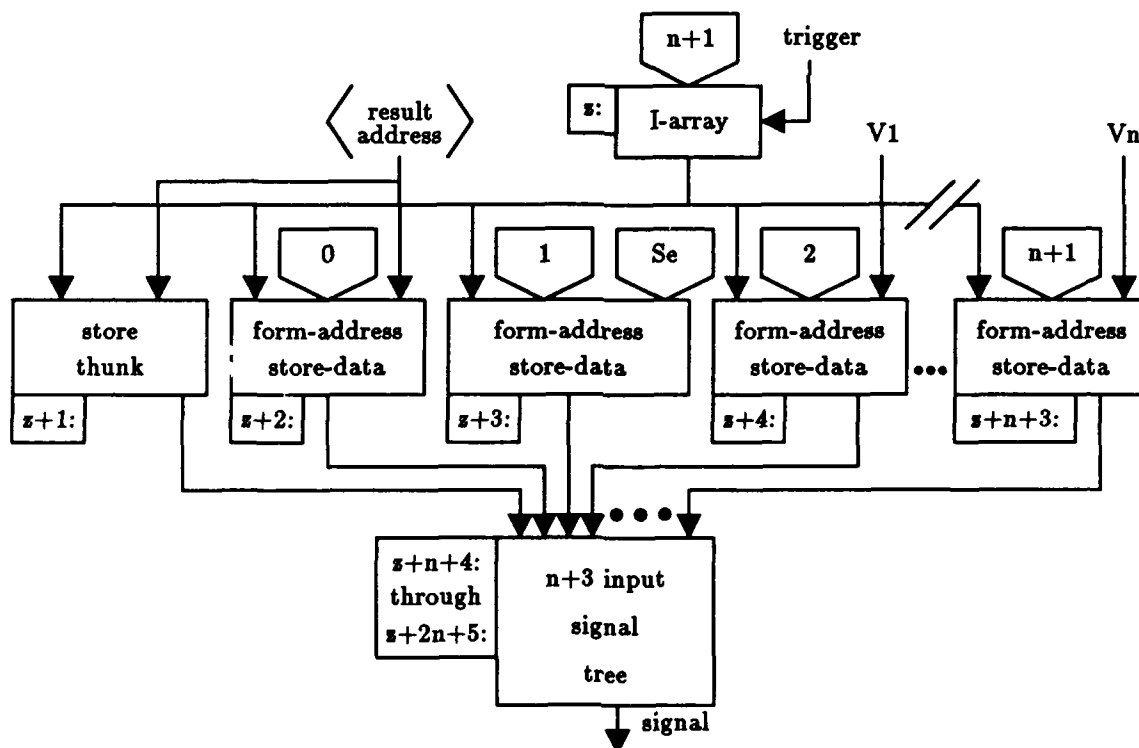 n+1
trigger
z:
I-array
result
address
V1
Vn
0
1
Se
2
n+1
store
thunk
form-address
store-data
form-address
store-data
form-address
store-data
form-address
store-data
z+1:
z+2:
z+3:
z+4:
z+n+3:
z+n+4:
through
z+2n+5:
n+3 input
signal
tree
signal